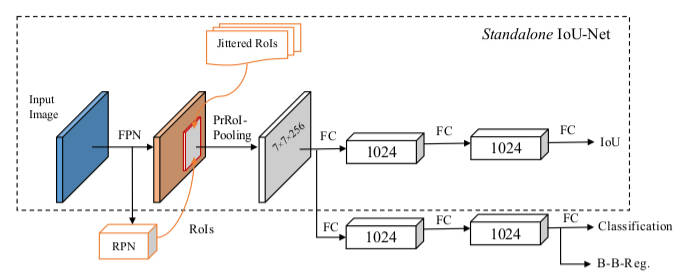 Standalone IoU-Net
Jittered RoIs
Input
Image
FPN
PrRoI-
Pooling
7×7×256
FC
1024
FC
1024
FC
IoU
RPN
RoIs
FC
1024
FC
1024
FC
Classification
B-B-Reg.